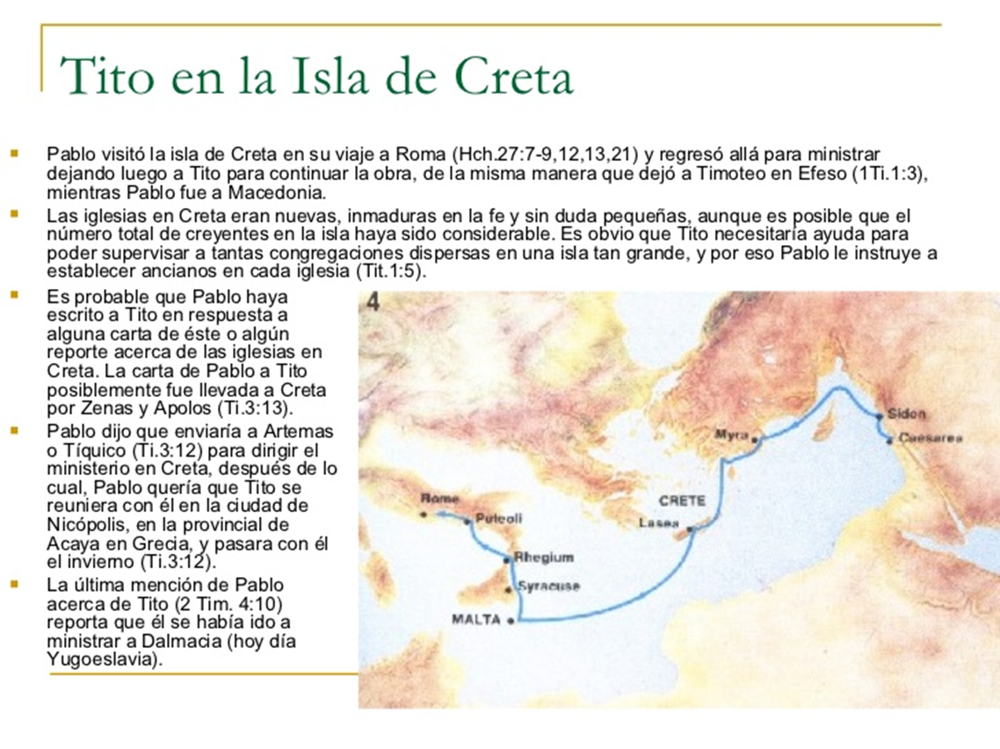 Tito en la Isla de Creta
Pablo visitó la isla de Creta en su viaje a Roma (Hch.27:7-9,12,13,21) y regresó allá para ministrar
dejando luego a Tito para continuar la obra, de la misma manera que dejó a Timoteo en Efeso (1Ti.1:3),
mientras Pablo fue a Macedonia.
Las iglesias en Creta eran nuevas, inmaduras en la fe y sin duda pequeñas, aunque es posible que el
número total de creyentes en la isla haya sido considerable. Es obvio que Tito necesitaría ayuda para
poder supervisar a tantas congregaciones dispersas en una isla tan grande, y por eso Pablo le instruye a
establecer ancianos en cada iglesia (Tit.1:5).
Es probable que Pablo haya
escrito a Tito en respuesta a
alguna carta de éste o algún
reporte acerca de las iglesias en
Creta. La carta de Pablo a Tito
posiblemente fue llevada a Creta
por Zenas y Apolos (Ti.3:13).
Pablo dijo que enviaría a Artemas
o Tíquico (Ti.3:12) para dirigir el
ministerio en Creta, después de lo
cual, Pablo quería que Tito se
reuniera con él en la ciudad de
Nicópolis, en la provincial de
Acaya en Grecia, y pasara con él
el invierno (Ti.3:12).
La última mención de Pablo
acerca de Tito (2 Tim. 4:10)
reporta que él se había ido a
ministrar a Dalmacia (hoy día
Yugoeslavia).
4
Sidon
Caesarea
Myra
CRETE
Lasea
Rome
Puteoli
Rhegium
Syracuse
MALTA